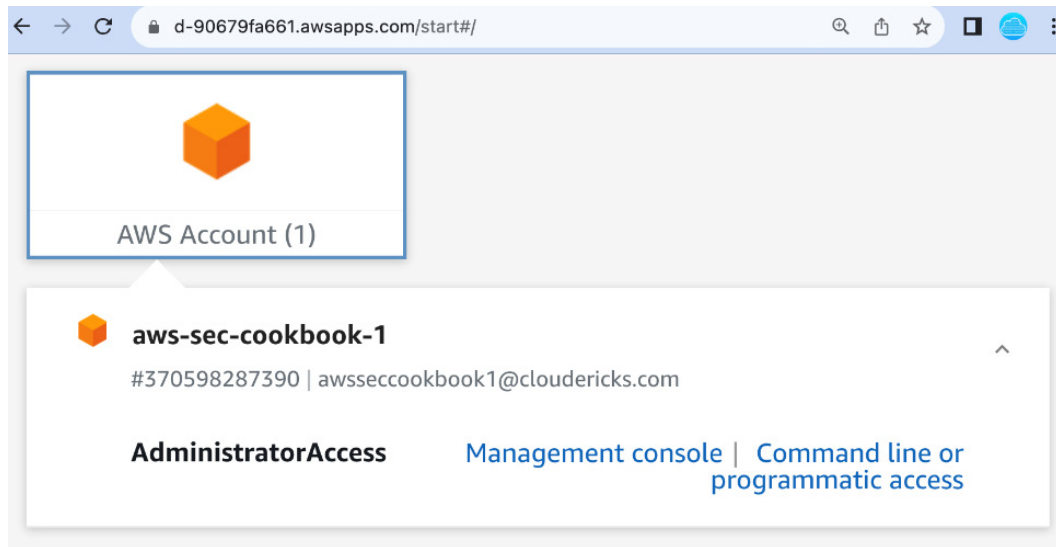 d-90679fa661.awsapps.com/start#/
AWS Account (1)
aws-sec-cookbook-1
#370598287390 | awsseccookbook1@cloudericks.com
AdministratorAccess Management console | Command line or
programmatic access